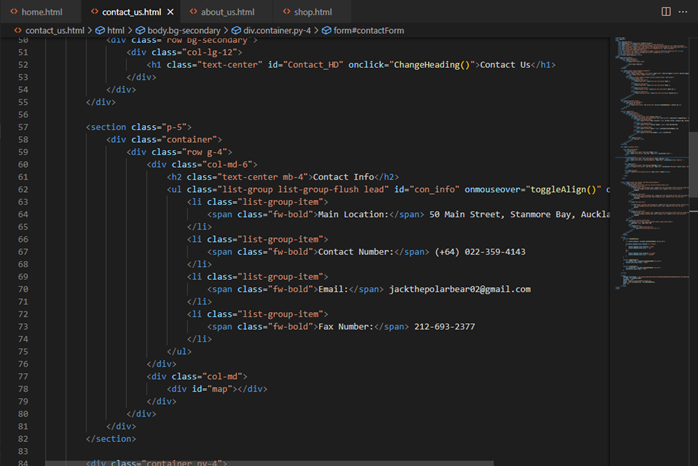 home.html contact_us.html about_us.html shop.html
contact_us.html > html > body.bg-secondary > div.container.py-4 > form#contactForm
50 <div class="row bg-secondary">
51 <div class="col-lg-12">
52 <h1 class="text-center" id="Contact_HD" onclick="ChangeHeading()">Contact Us</h1>
53 </div>
54 </div>
55 </div>
56
57 <section class="p-5">
58 <div class="container">
59 <div class="row g-4">
60 <div class="col-md-6">
61 <h2 class="text-center mb-4">Contact Info</h2>
62 <ul class="list-group list-group-flush lead" id="con_info" onmouseover="toggleAlign()" o
63 <li class="list-group-item">
64 <span class="fw-bold">Main Location:</span> 50 Main Street, Stanmore Bay, Auckla
65 </li>
66 <li class="list-group-item">
67 <span class="fw-bold">Contact Number:</span> (+64) 022-359-4143
68 </li>
69 <li class="list-group-item">
70 <span class="fw-bold">Email:</span> jackthepolarbear02@gmail.com
71 </li>
72 <li class="list-group-item">
73 <span class="fw-bold">Fax Number:</span> 212-693-2377
74 </li>
75 </ul>
76 </div>
77 <div class="col-md">
78 <div id="map"></div>
79 </div>
80 </div>
81 </div>
82 </section>
83
84 <div class="container py-4">